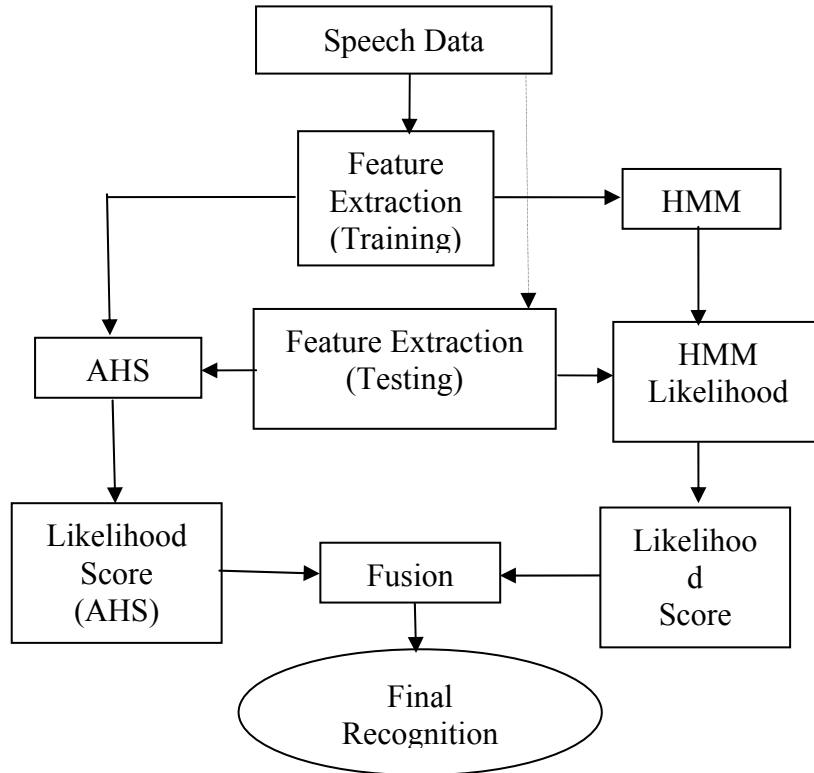 Speech Data
Feature
Extraction
(Training)
HMM
AHS
Feature Extraction
(Testing)
HMM
Likelihood
Likelihood
Score
(AHS)
Fusion
Likelihoo
d
Score
Final
Recognition